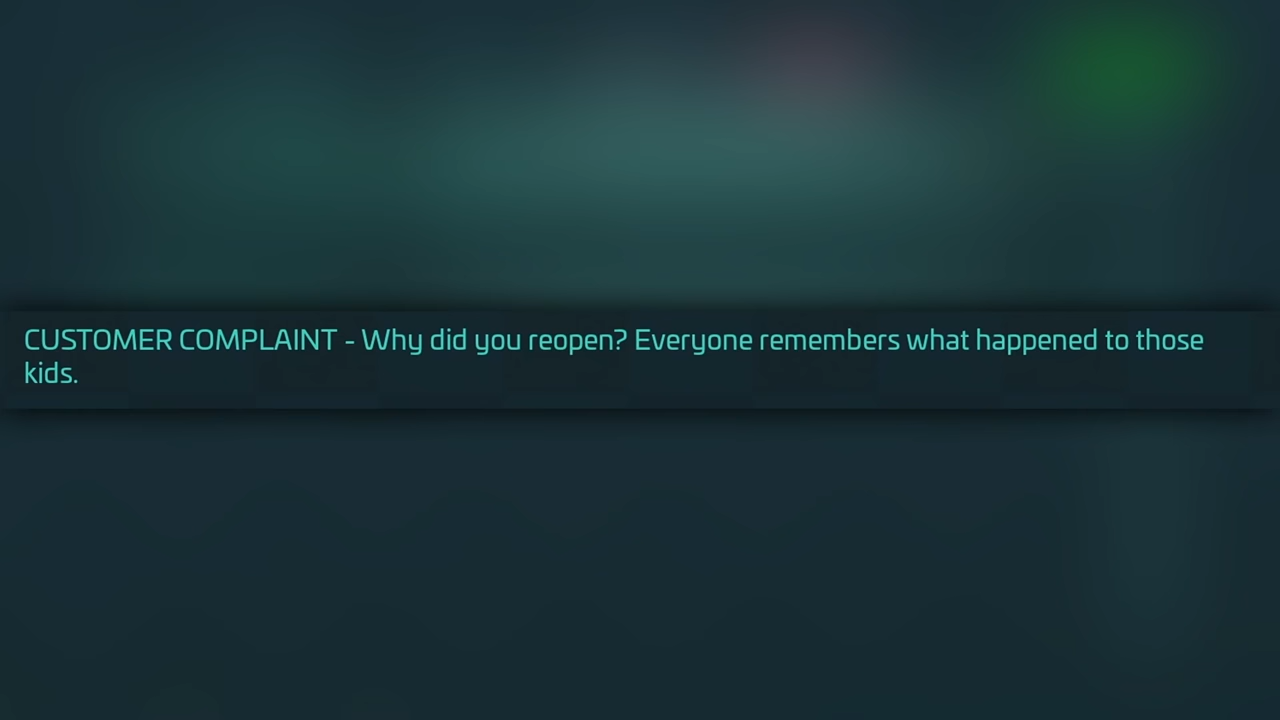 CUSTOMER COMPLAINT - Why did you reopen? Everyone remembers what happened to those
kids.